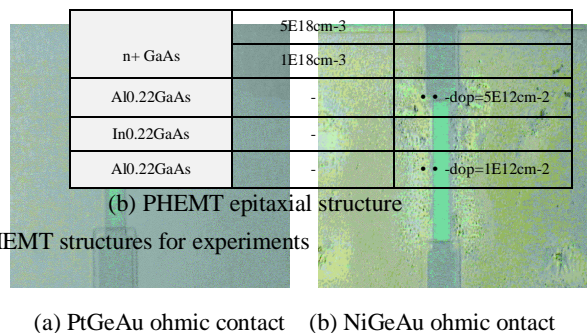 5E18cm-3
n+ GaAs
1E18cm-3
Al0.22GaAs - • • -dop=5E12cm-2
In0.22GaAs -
Al0.22GaAs - • • -dop=1E12cm-2
(b) PHEMT epitaxial structure
EMT structures for experiments
(a) PtGeAu ohmic contact (b) NiGeAu ohmic ontact